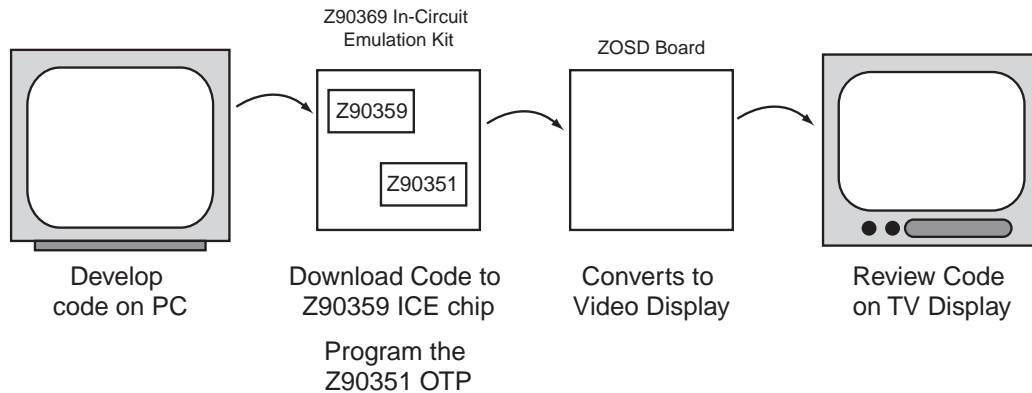 Z90369 In-Circuit
Emulation Kit
ZOSD Board
Z90359
Z90351
Develop
code on PC
Download Code to
Z90359 ICE chip
Program the
Z90351 OTP
Converts to
Video Display
Review Code
on TV Display